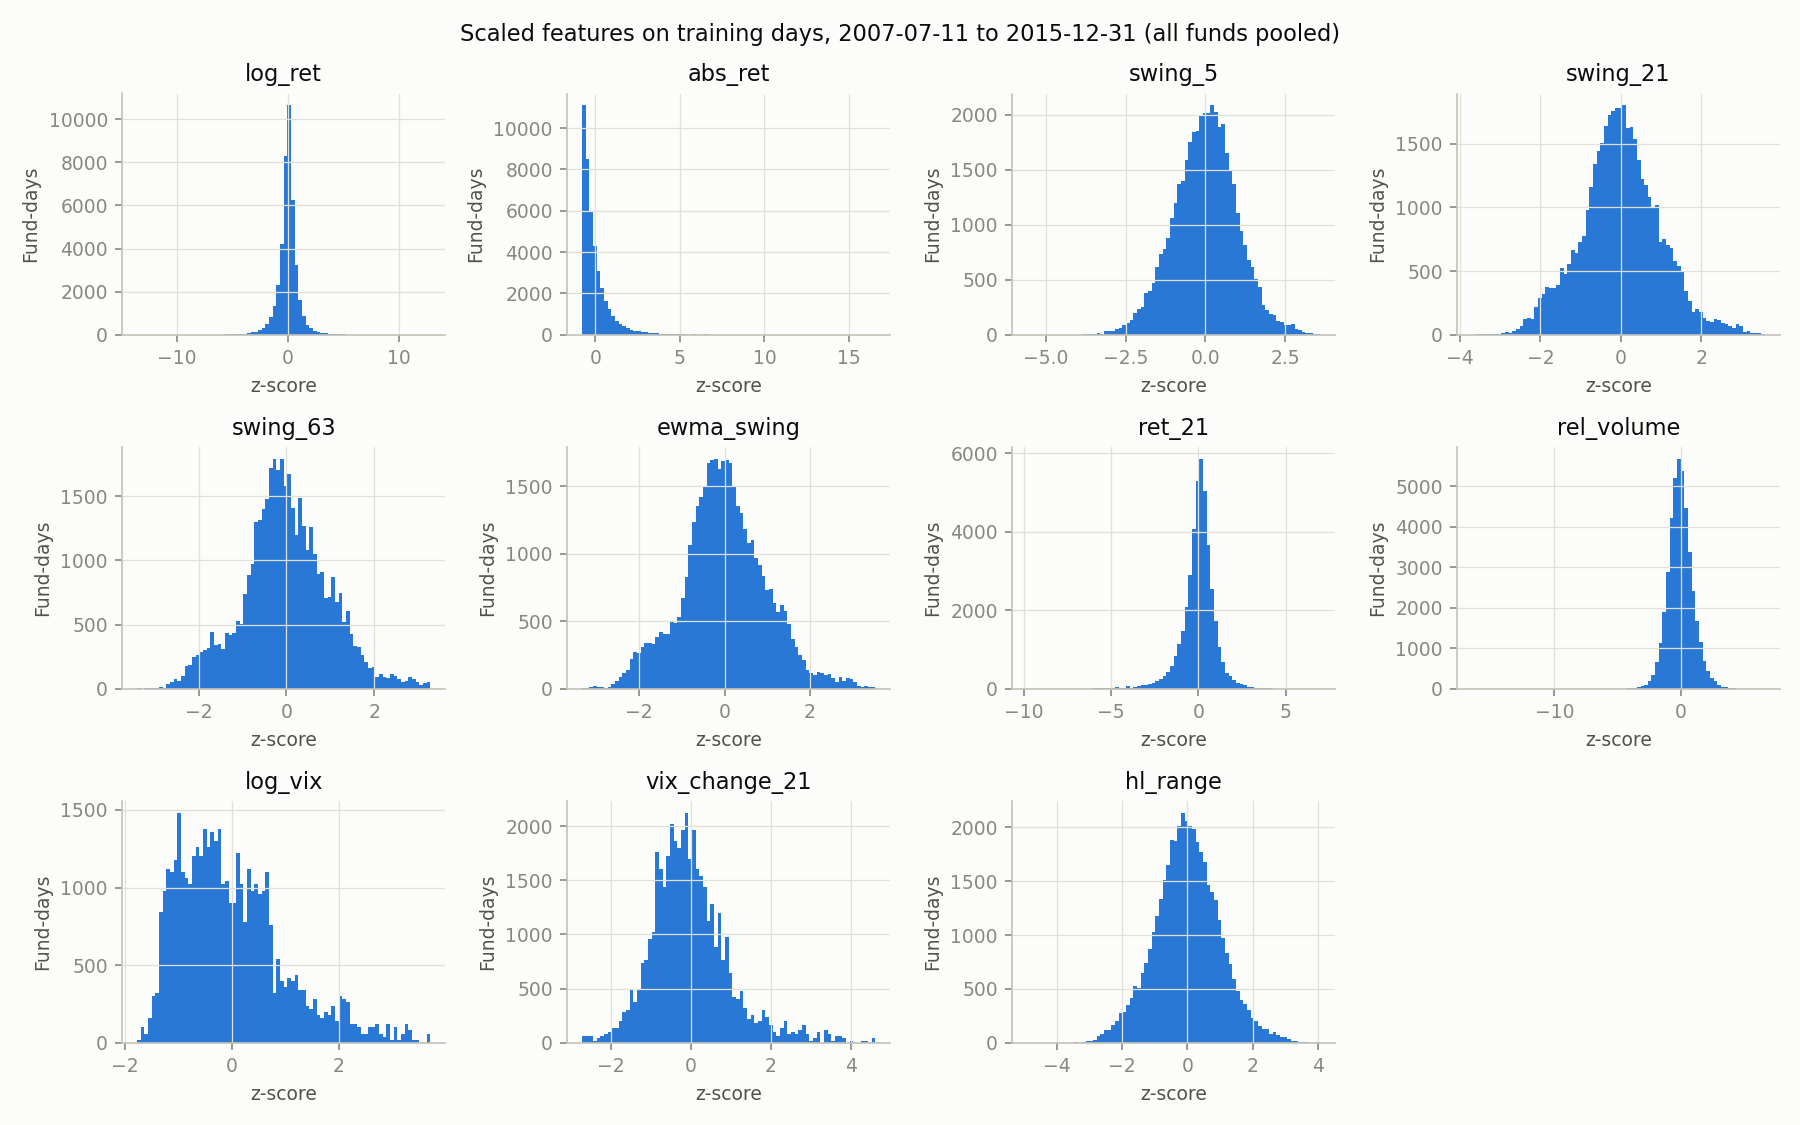 Scaled features on training days, 2007-07-11 to 2015-12-31 (all funds pooled)
log_ret
Fund-days
10000
8000
6000
4000
2000
0
−10 0 10
z-score
abs_ret
Fund-days
10000
8000
6000
4000
2000
0
0 5 10 15
z-score
swing_5
Fund-days
2000
1500
1000
500
0
−5.0 −2.5 0.0 2.5
z-score
swing_21
Fund-days
1500
1000
500
0
−4 −2 0 2
z-score
swing_63
Fund-days
1500
1000
500
0
−2 0 2
z-score
ewma_swing
Fund-days
1500
1000
500
0
−2 0 2
z-score
ret_21
Fund-days
6000
4000
2000
0
−10 −5 0 5
z-score
rel_volume
Fund-days
5000
4000
3000
2000
1000
0
−10 0
z-score
log_vix
Fund-days
1500
1000
500
0
−2 0 2
z-score
vix_change_21
Fund-days
2000
1500
1000
500
0
−2 0 2 4
z-score
hl_range
Fund-days
2000
1500
1000
500
0
−4 −2 0 2 4
z-score